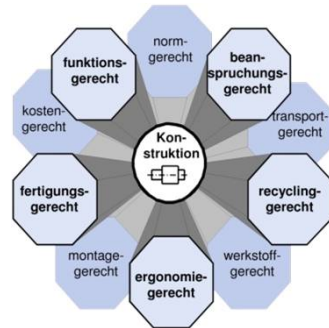 norm-
gerecht
funktions-
gerecht
bean-
spruchungs-
gerecht
kosten-
gerecht
transport-
gerecht
Kon-
struktion
fertigungs-
gerecht
recycling-
gerecht
montage-
gerecht
werkstoff-
gerecht
ergonomie-
gerecht